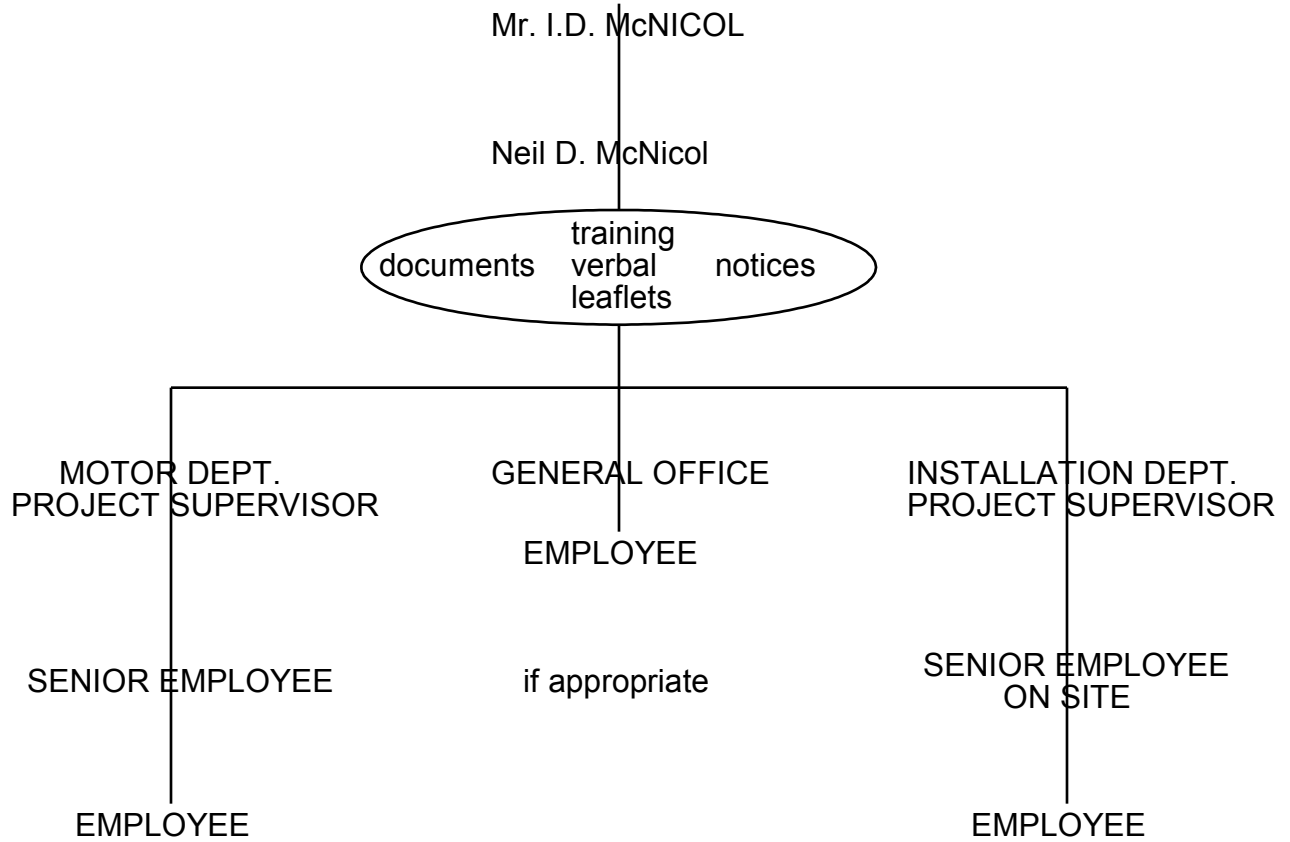 Mr. I.D. McNICOL
Neil D. McNicol
training
documents verbal notices
leaflets
MOTOR DEPT.
PROJECT SUPERVISOR
GENERAL OFFICE
INSTALLATION DEPT.
PROJECT SUPERVISOR
EMPLOYEE
SENIOR EMPLOYEE
if appropriate
SENIOR EMPLOYEE
ON SITE
EMPLOYEE
EMPLOYEE